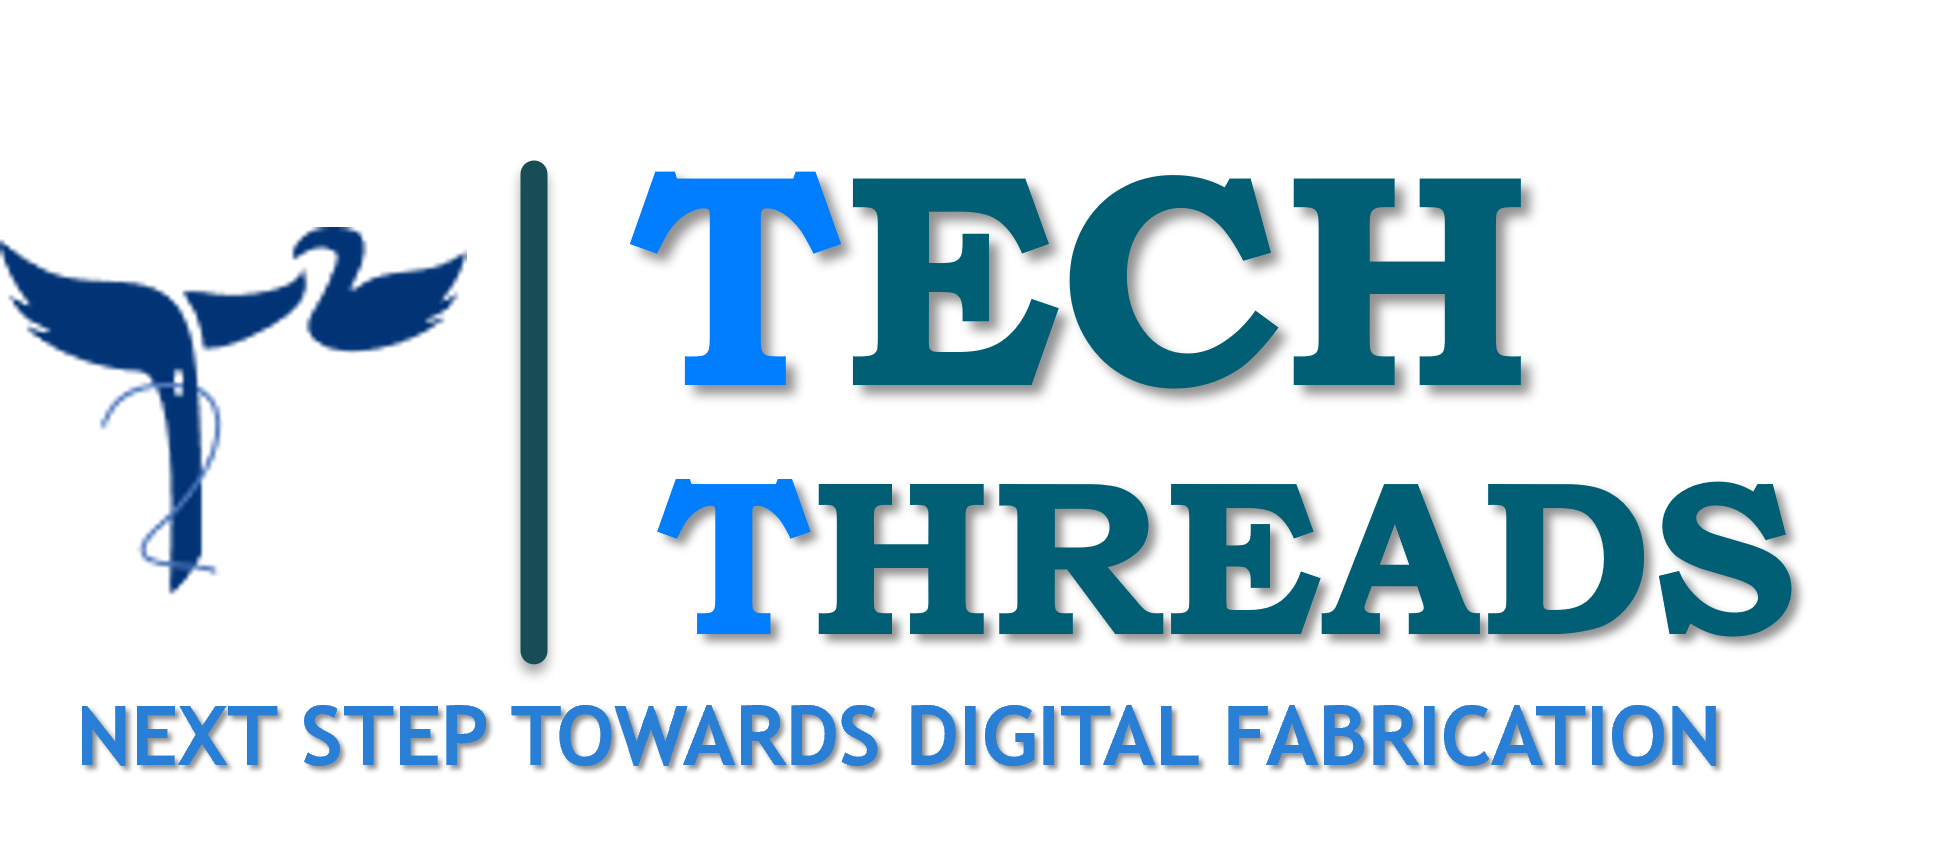 TECH
THREADS
NEXT STEP TOWARDS DIGITAL FABRICATION